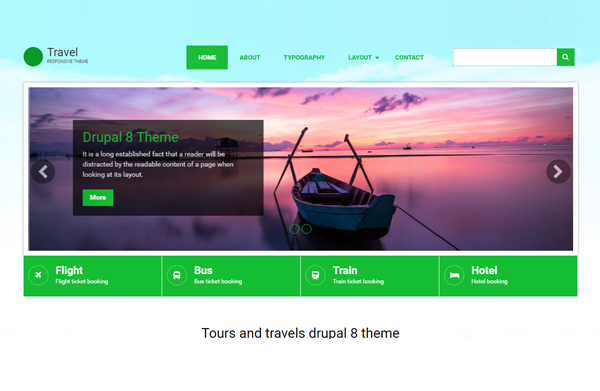 Travel
RESPONSIVE THEME
HOME
ABOUT
TYPOGRAPHY
LAYOUT
CONTACT
Drupal 8 Theme
It is a long established fact that a reader will be
distracted by the readable content of a page when
looking at its layout.
More
Flight
Flight ticket booking
Bus
Bus ticket booking
Train
Train ticket booking
Hotel
Hotel booking
Tours and travels drupal 8 theme